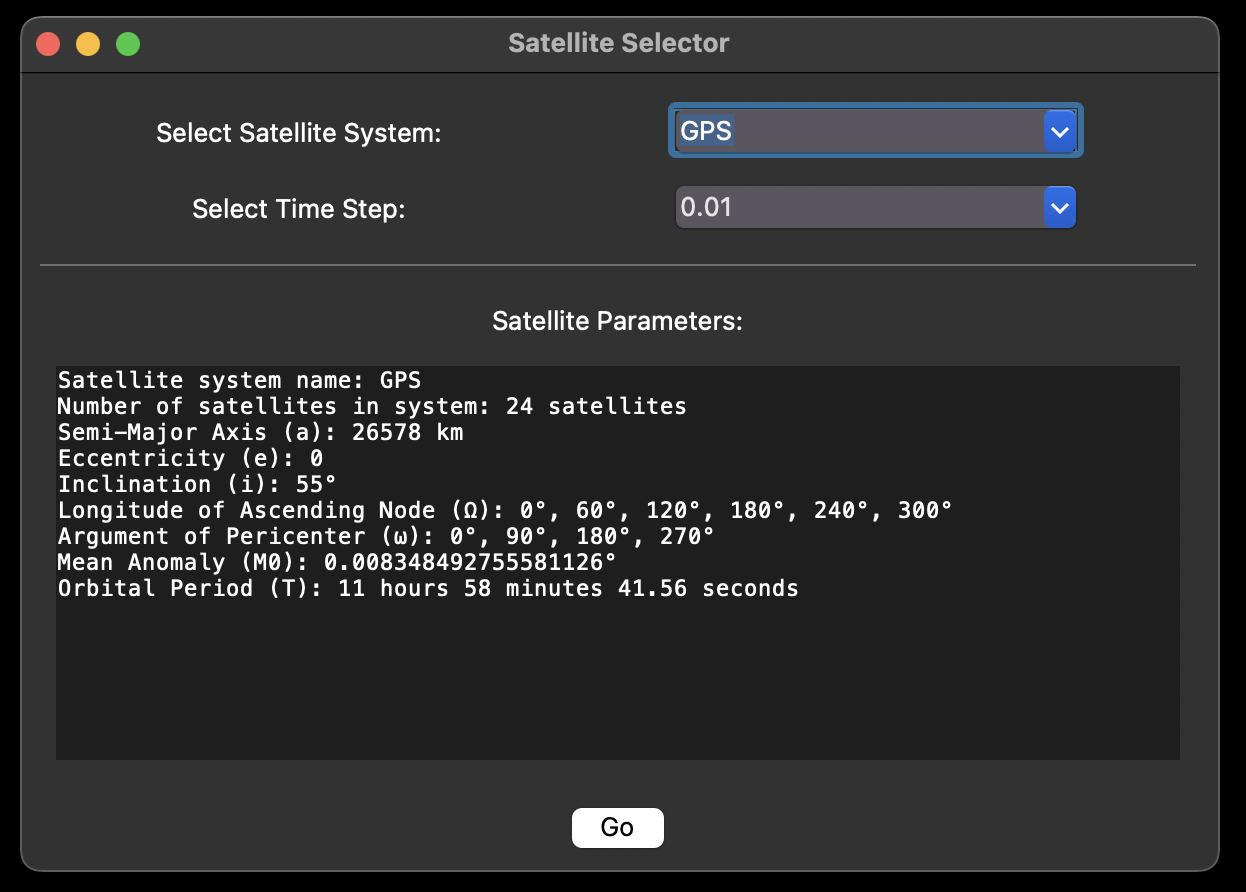 Satellite Selector
Select Satellite System: GPS
Select Time Step: 0.01
Satellite Parameters:
Satellite system name: GPS
Number of satellites in system: 24 satellites
Semi-Major Axis (a): 26578 km
Eccentricity (e): 0
Inclination (i): 55°
Longitude of Ascending Node (Ω): 0°, 60°, 120°, 180°, 240°, 300°
Argument of Pericenter (ω): 0°, 90°, 180°, 270°
Mean Anomaly (M0): 0.008348492755581126°
Orbital Period (T): 11 hours 58 minutes 41.56 seconds
Go